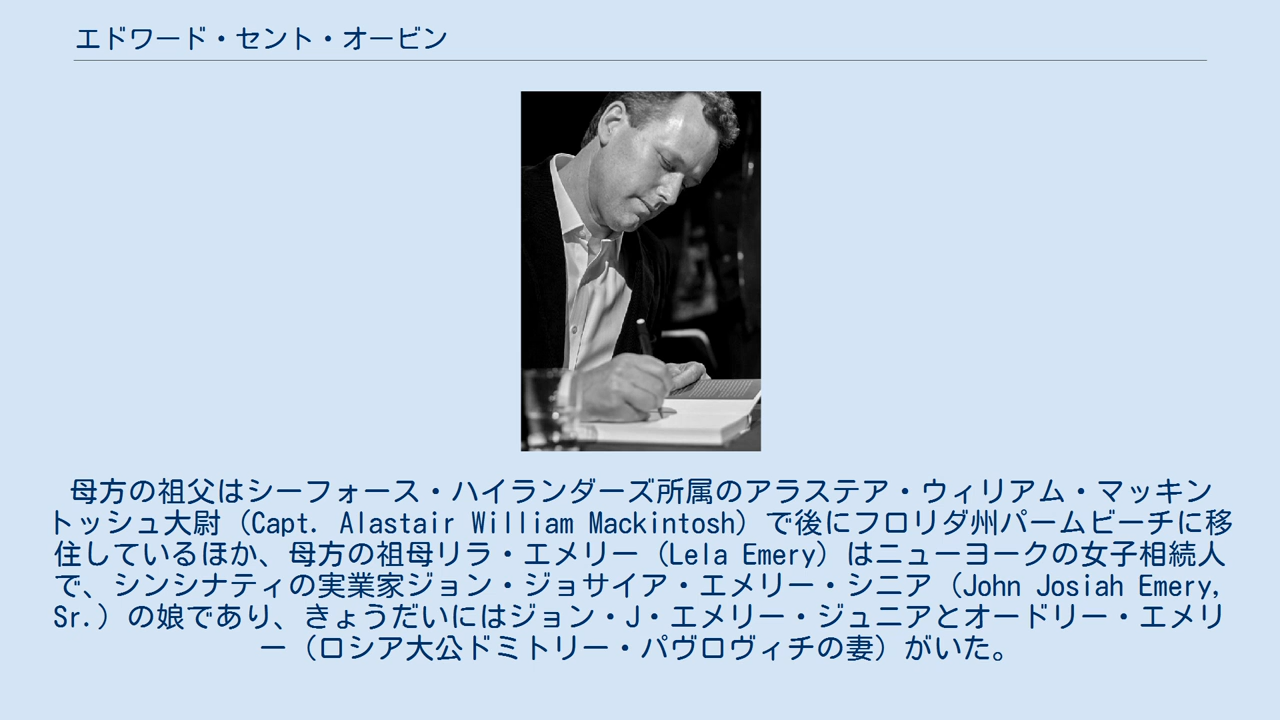 エドワード・セント・オービン
母方の祖父はシーフォース・ハイランダーズ所属のアラステア・ウィリアム・マッキン
トッシュ大尉（Capt. Alastair William Mackintosh）で後にフロリダ州パームビーチに移
住しているほか、母方の祖母リラ・エメリー（Lela Emery）はニューヨークの女子相続人
で、シンシナティの実業家ジョン・ジョサイア・エメリー・シニア（John Josiah Emery,
Sr.）の娘であり、きょうだいにはジョン・J・エメリー・ジュニアとオードリー・エメリ
ー（ロシア大公ドミトリー・パヴロヴィチの妻）がいた。